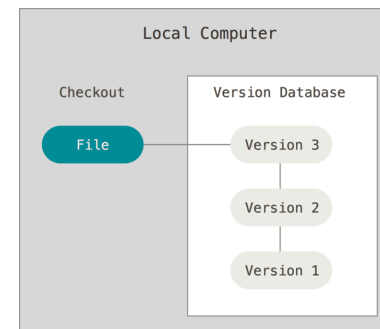 Local Computer
Checkout
Version Database
File
Version 3
Version 2
Version 1